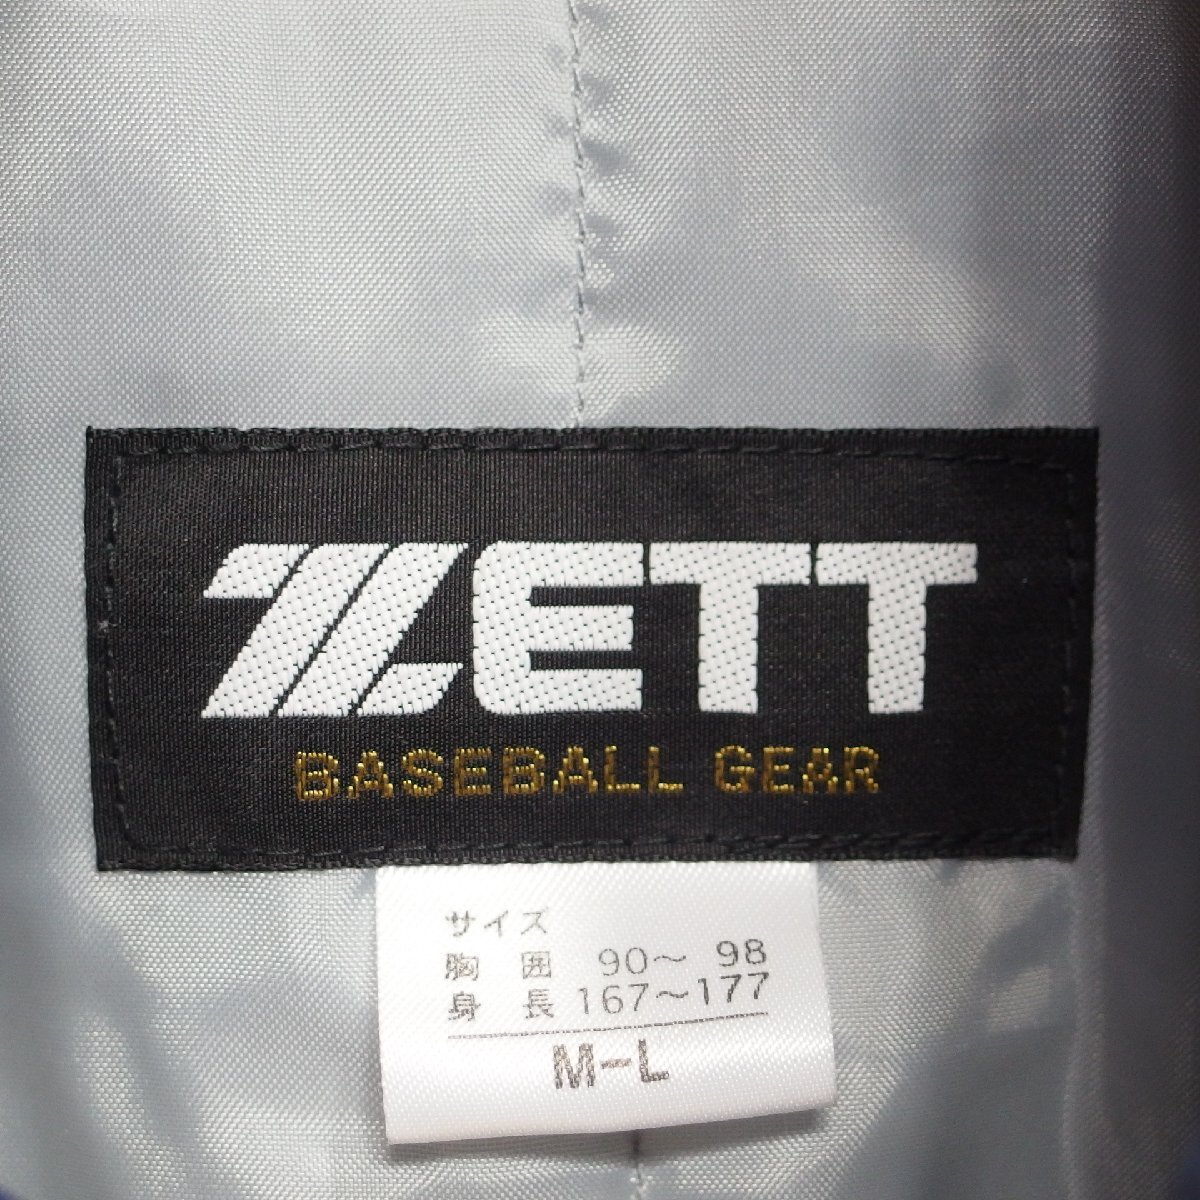 ZETT
BASEBALL GEAR
サイズ
胸 囲 90～ 98
身 長 167～177
M-L